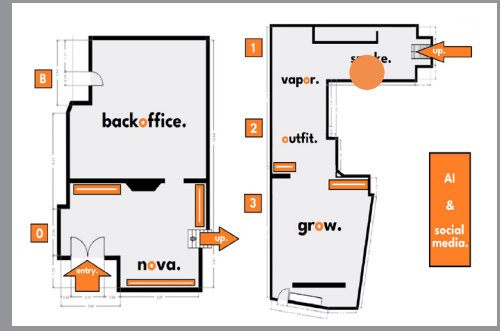 B
backoffice.
0
entry.
nova.
up.
1
up.
vapor.
2
outfit.
3
grow.
AI
&
social
media.